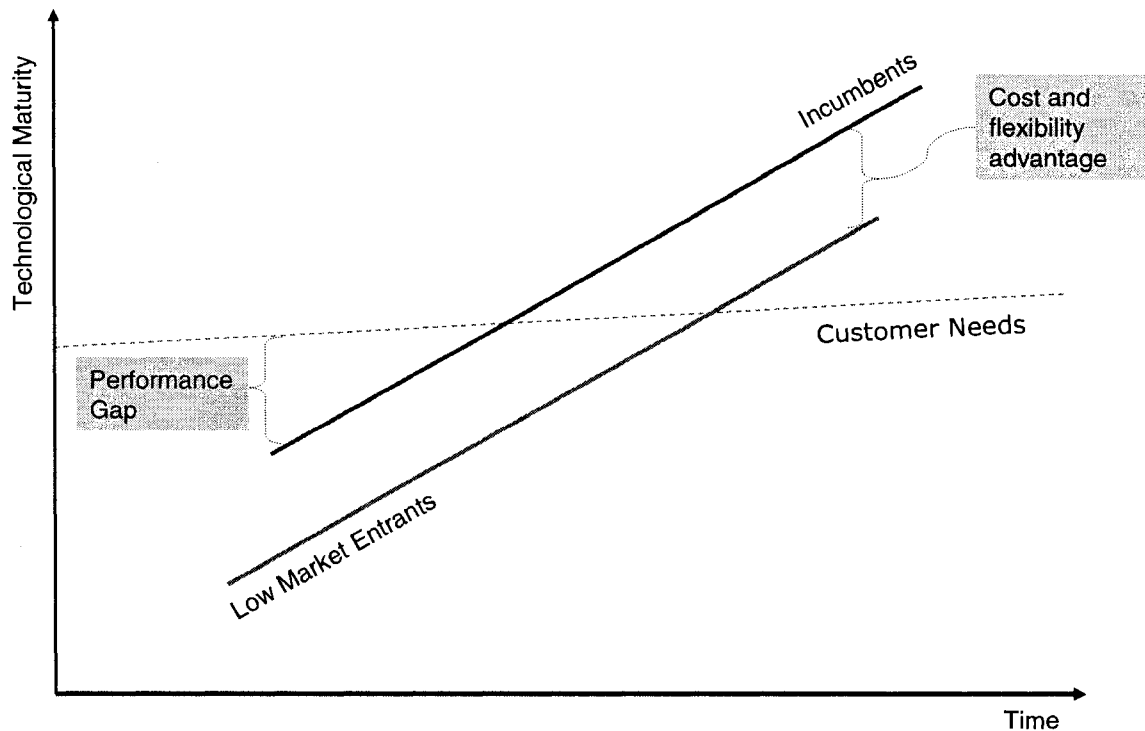 Technological Maturity
Incumbents
Cost and
flexibility
advantage
Customer Needs
Performance
Gap
Low Market Entrants
Time